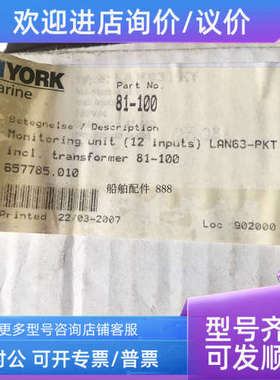 欢迎进店询价/议价
YORK
arine
Part No.
81-100
Betegnelse / Description
Monitoring unit (12 inputs) LAN63-PKT
incl. transformer 81-100
657785.010
船舶配件 888
Printed 22/03-2007
Loc 902000
更多型号咨询店铺客服
对公 可开专票/普票
型号齐
可发顺